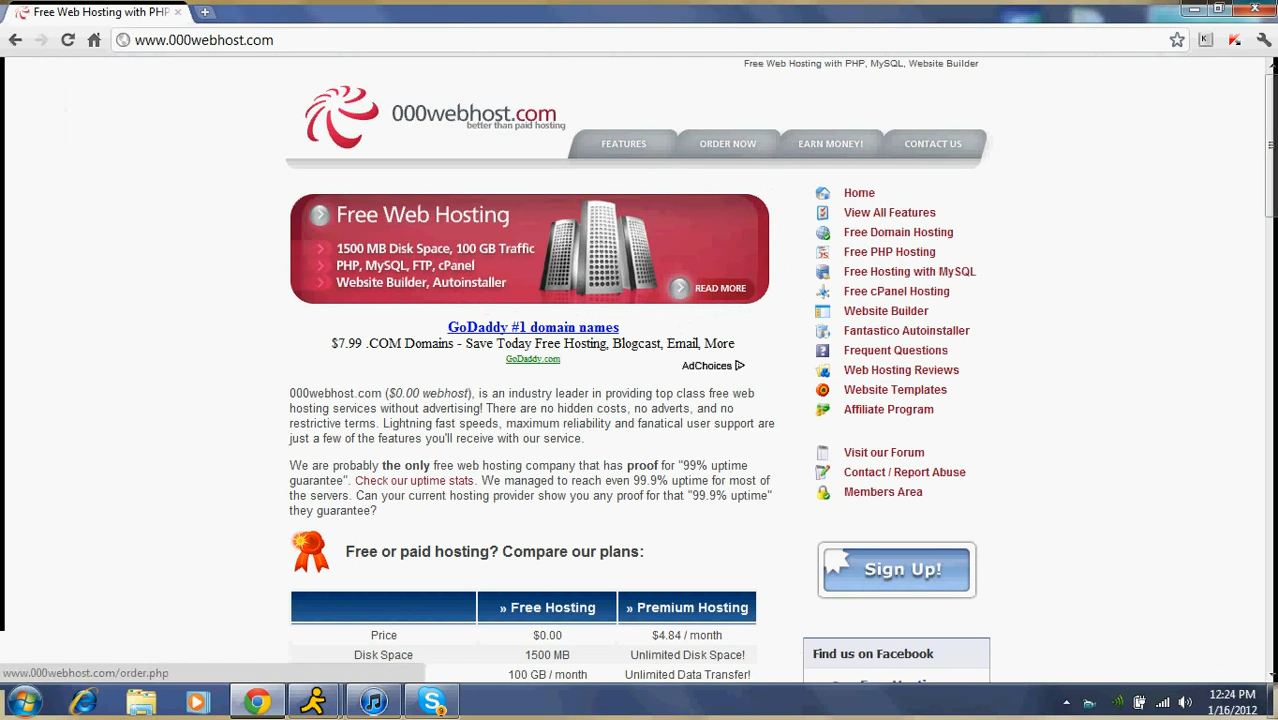 Free Web Hosting with PHP
www.000webhost.com
Free Web Hosting with PHP, MySQL, Website Builder
000webhost.com
better than paid hosting
FEATURES
ORDER NOW
EARN MONEY!
CONTACT US
Free Web Hosting
1500 MB Disk Space, 100 GB Traffic
PHP, MySQL, FTP, cPanel
Website Builder, Autoinstaller
READ MORE
GoDaddy #1 domain names
$7.99 .COM Domains - Save Today Free Hosting, Blogcast, Email, More
GoDaddy.com
AdChoices
000webhost.com ($0.00 webhost), is an industry leader in providing top class free web
hosting services without advertising! There are no hidden costs, no adverts, and no
restrictive terms. Lightning fast speeds, maximum reliability and fanatical user support are
just a few of the features you'll receive with our service.
We are probably the only free web hosting company that has proof for "99% uptime
guarantee". Check our uptime stats. We managed to reach even 99.9% uptime for most of
the servers. Can your current hosting provider show you any proof for that "99.9% uptime"
they guarantee?
Free or paid hosting? Compare our plans:
» Free Hosting
» Premium Hosting
Price
$0.00
$4.84 / month
Disk Space
1500 MB
Unlimited Disk Space!
100 GB / month
Unlimited Data Transfer!
Home
View All Features
Free Domain Hosting
Free PHP Hosting
Free Hosting with MySQL
Free cPanel Hosting
Website Builder
Fantastico Autoinstaller
Frequent Questions
Web Hosting Reviews
Website Templates
Affiliate Program
Visit our Forum
Contact / Report Abuse
Members Area
Sign Up!
Find us on Facebook
www.000webhost.com/order.php
12:24 PM
1/16/2012